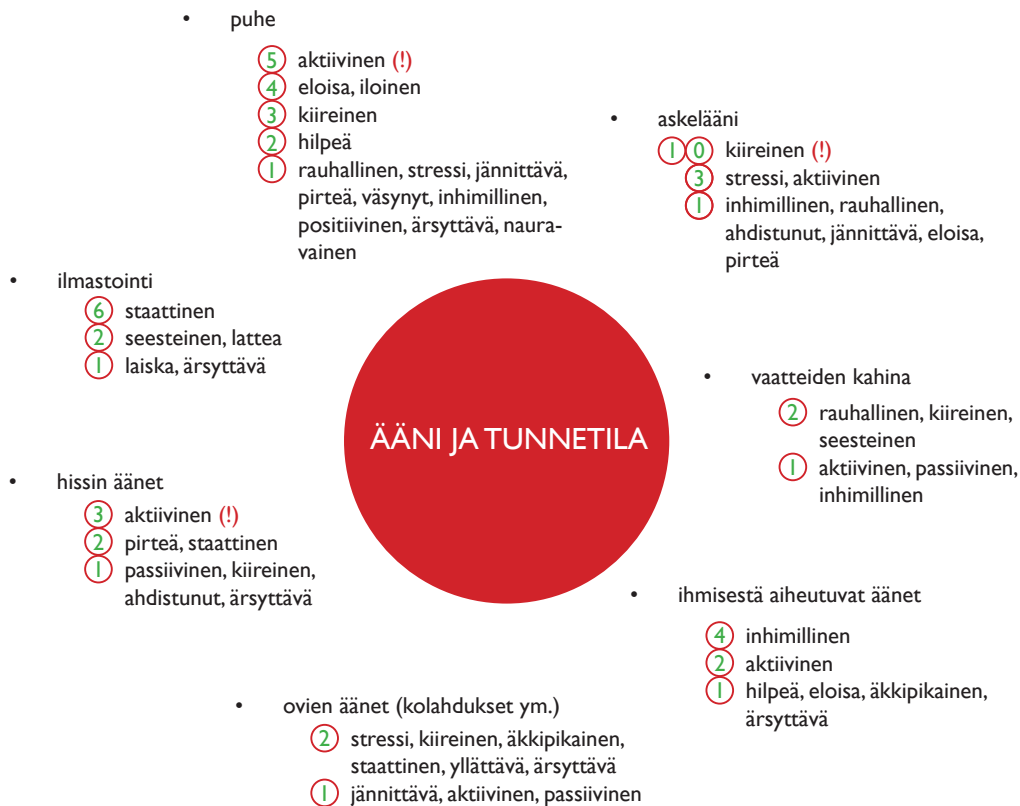 • puhe
5 aktiivinen (!)
4 eloisa, iloinen
3 kiireinen
2 hilpeä
1 rauhallinen, stressi, jännittävä,
pirteä, väsynyt, inhimillinen,
positiivinen, ärsyttävä, naura-
vainen
• askelääni
10 kiireinen (!)
3 stressi, aktiivinen
1 inhimillinen, rauhallinen,
ahdistunut, jännittävä, eloisa,
pirteä
• ilmastointi
6 staattinen
2 seesteinen, lattea
1 laiska, ärsyttävä
• vaatteiden kahina
2 rauhallinen, kiireinen,
seesteinen
1 aktiivinen, passiivinen,
inhimillinen
ÄÄNI JA TUNNETILA
• hissin äänet
3 aktiivinen (!)
2 pirteä, staattinen
1 passiivinen, kiireinen,
ahdistunut, ärsyttävä
• ihmisestä aiheutuvat äänet
4 inhimillinen
2 aktiivinen
1 hilpeä, eloisa, äkkipikainen,
ärsyttävä
• ovien äänet (kolahdukset ym.)
2 stressi, kiireinen, äkkipikainen,
staattinen, yllättävä, ärsyttävä
1 jännittävä, aktiivinen, passiivinen